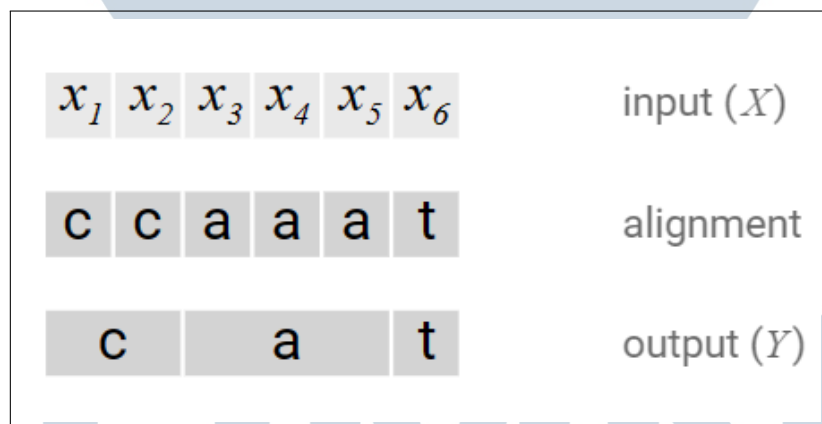 x₁ x₂ x₃ x₄ x₅ x₆ input (X)
c c a a a t alignment
c a t output (Y)